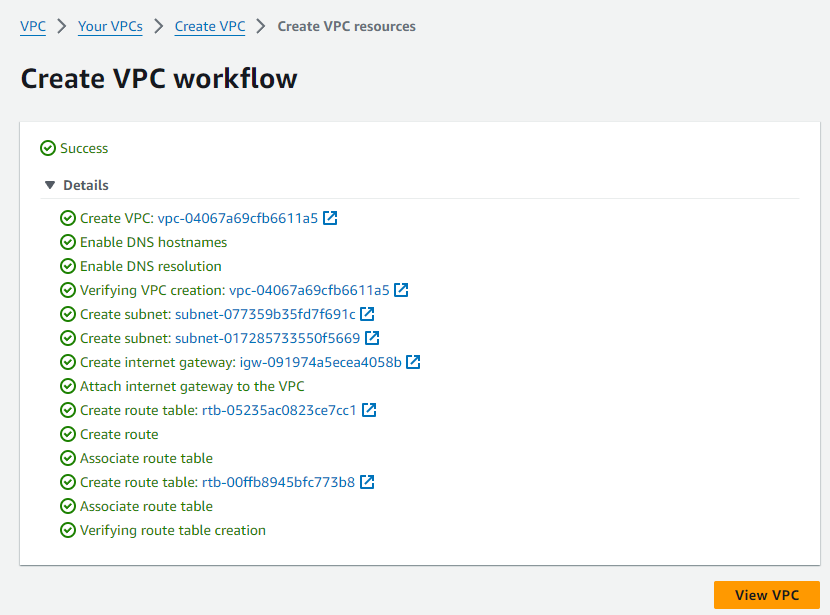 VPC > Your VPCs > Create VPC > Create VPC resources
Create VPC workflow
Success
Details
Create VPC: vpc-04067a69cfb6611a5
Enable DNS hostnames
Enable DNS resolution
Verifying VPC creation: vpc-04067a69cfb6611a5
Create subnet: subnet-077359b35fd7f691c
Create subnet: subnet-017285733550f5669
Create internet gateway: igw-091974a5ecea4058b
Attach internet gateway to the VPC
Create route table: rtb-05235ac0823ce7cc1
Create route
Associate route table
Create route table: rtb-00ffb8945bfc773b8
Associate route table
Verifying route table creation
View VPC